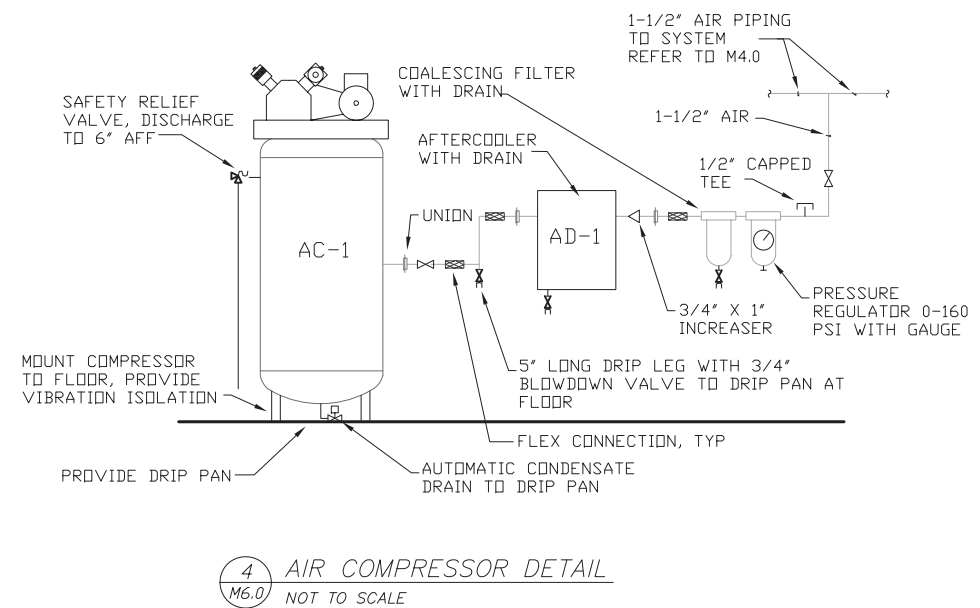 1-1/2" AIR PIPING
TO SYSTEM
REFER TO M4.0
COALESCING FILTER
WITH DRAIN
SAFETY RELIEF
VALVE, DISCHARGE
TO 6" AFF
1-1/2" AIR
AFTERCOOLER
WITH DRAIN
1/2" CAPPED
TEE
UNION
AC-1
AD-1
PRESSURE
REGULATOR 0-160
PSI WITH GAUGE
3/4" X 1"
INCREASER
MOUNT COMPRESSOR
TO FLOOR, PROVIDE
VIBRATION ISOLATION
5" LONG DRIP LEG WITH 3/4"
BLOWDOWN VALVE TO DRIP PAN AT
FLOOR
FLEX CONNECTION, TYP
PROVIDE DRIP PAN
AUTOMATIC CONDENSATE
DRAIN TO DRIP PAN
4
M6.0
AIR COMPRESSOR DETAIL
NOT TO SCALE